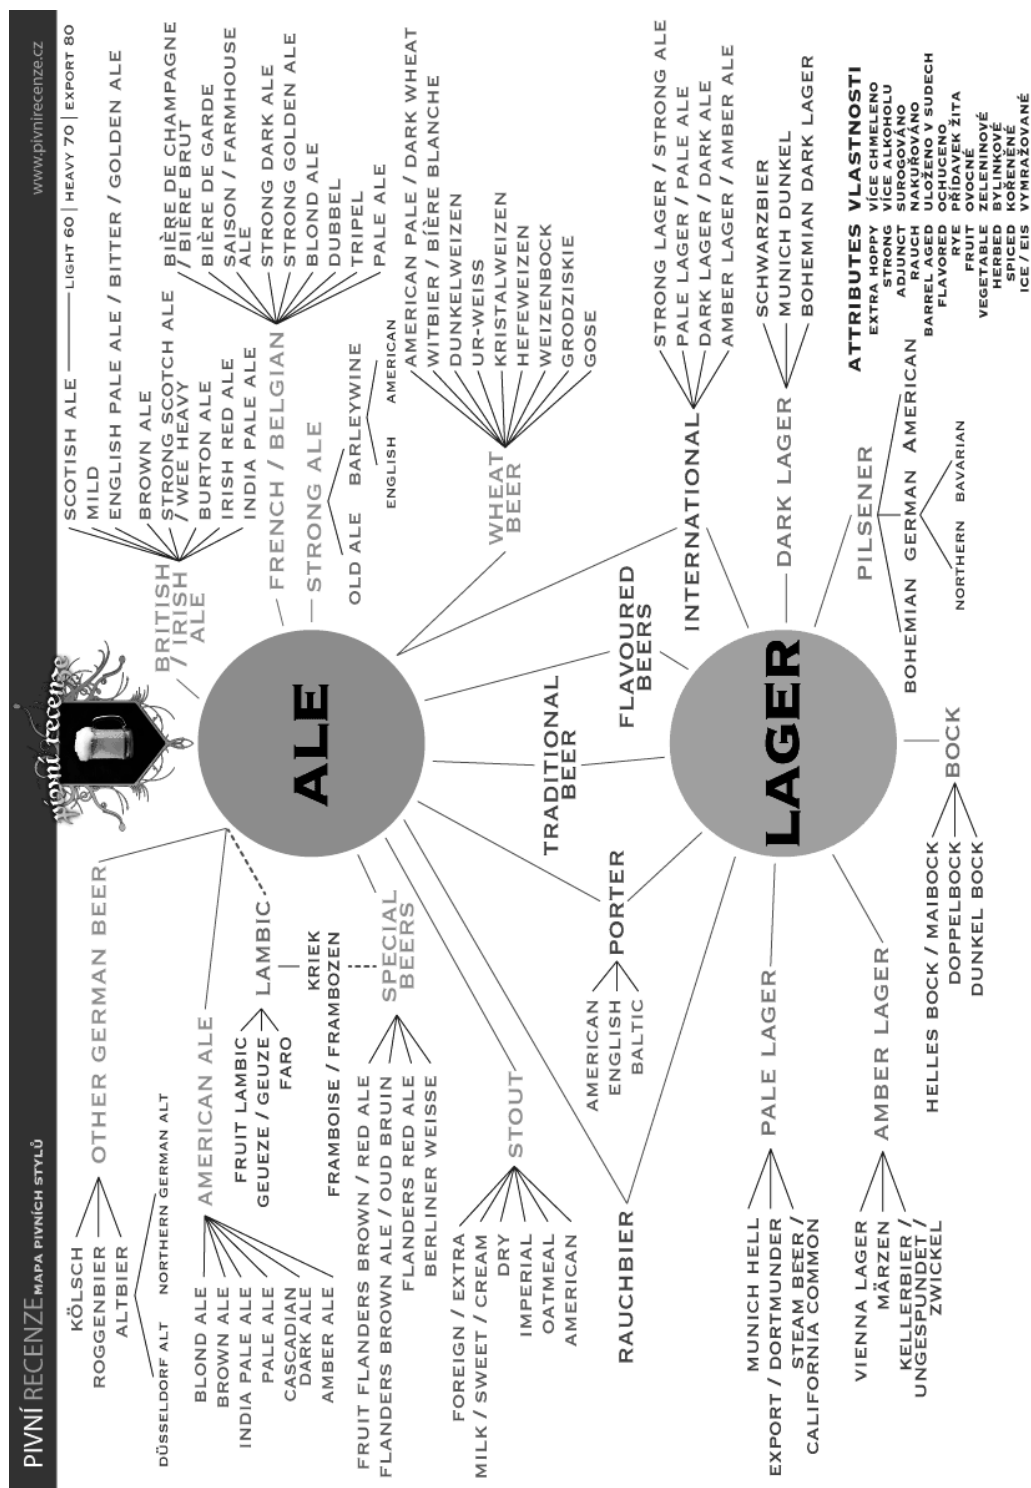 PIVNÍ RECENZE MAPA PIVNÍCH STYLŮ
www.pivnirecenze.cz
pivní recenze
ALE
OTHER GERMAN BEER
KÖLSCH
ROGGENBIER
ALTBIER
DÜSSELDORF ALT
NORTHERN GERMAN ALT
AMERICAN ALE
BLOND ALE
BROWN ALE
INDIA PALE ALE
PALE ALE
CASCADIAN
DARK ALE
AMBER ALE
LAMBIC
FRUIT LAMBIC
GEUEZE / GEUZE
FARO
KRIEK
FRAMBOISE / FRAMBOZEN
SPECIAL
BEERS
FRUIT FLANDERS BROWN / RED ALE
FLANDERS BROWN ALE / OUD BRUIN
FLANDERS RED ALE
BERLINER WEISSE
STOUT
FOREIGN / EXTRA
MILK / SWEET / CREAM
DRY
IMPERIAL
OATMEAL
AMERICAN
BRITISH
/ IRISH
ALE
SCOTISH ALE
LIGHT 60 | HEAVY 70 | EXPORT 80
MILD
ENGLISH PALE ALE / BITTER / GOLDEN ALE
BROWN ALE
STRONG SCOTCH ALE
/ WEE HEAVY
BURTON ALE
IRISH RED ALE
INDIA PALE ALE
FRENCH / BELGIAN
BIÈRE DE CHAMPAGNE
/ BIÈRE BRUT
BIÈRE DE GARDE
SAISON / FARMHOUSE
ALE
STRONG DARK ALE
STRONG GOLDEN ALE
BLOND ALE
DUBBEL
TRIPEL
PALE ALE
STRONG ALE
OLD ALE
BARLEYWINE
ENGLISH
AMERICAN
WHEAT
BEER
AMERICAN PALE / DARK WHEAT
WITBIER / BÍÈRE BLANCHE
DUNKELWEIZEN
UR-WEISS
KRISTALWEIZEN
HEFEWEIZEN
WEIZENBOCK
GRODZISKIE
GOSE
RAUCHBIER
PORTER
AMERICAN
ENGLISH
BALTIC
TRADITIONAL
BEER
FLAVOURED
BEERS
INTERNATIONAL
STRONG LAGER / STRONG ALE
PALE LAGER / PALE ALE
DARK LAGER / DARK ALE
AMBER LAGER / AMBER ALE
LAGER
PALE LAGER
MUNICH HELL
EXPORT / DORTMUNDER
STEAM BEER /
CALIFORNIA COMMON
AMBER LAGER
VIENNA LAGER
MÄRZEN
KELLERBIER /
UNGESPUNDET /
ZWICKEL
BOCK
HELLES BOCK / MAIBOCK
DOPPELBOCK
DUNKEL BOCK
DARK LAGER
SCHWARZBIER
MUNICH DUNKEL
BOHEMIAN DARK LAGER
PILSENER
BOHEMIAN
GERMAN
AMERICAN
NORTHERN
BAVARIAN
ATTRIBUTES VLASTNOSTI
EXTRA HOPPY VÍCE CHMELENO
STRONG VÍCE ALKOHOLU
ADJUNCT SUROGOVÁNO
RAUCH NAKUŘOVÁNO
BARREL AGED ULOŽENO V SUDECH
FLAVORED OCHUCENO
RYE PŘÍDAVEK ŽITA
FRUIT OVOCNÉ
VEGETABLE ZELENINOVÉ
HERBED BYLINKOVÉ
SPICED KOŘENĚNÉ
ICE / EIS VYMRAŽOVANÉ